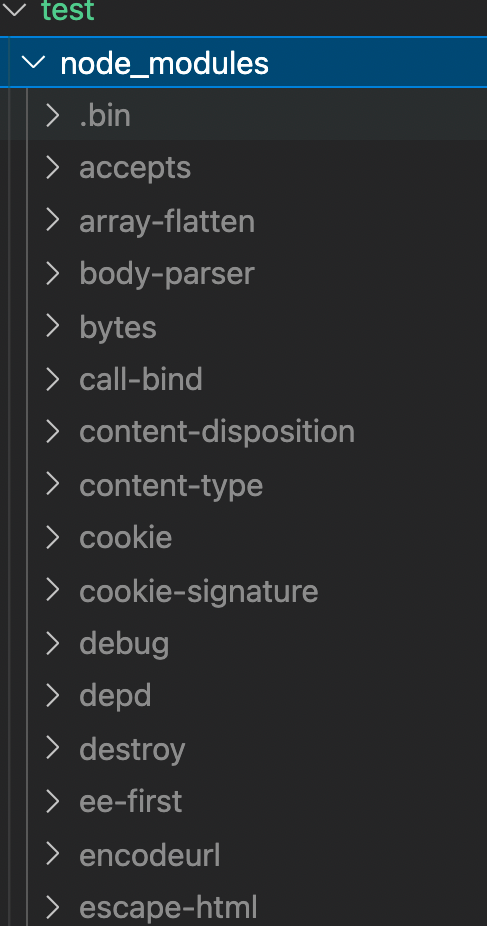 test
node_modules
.bin
accepts
array-flatten
body-parser
bytes
call-bind
content-disposition
content-type
cookie
cookie-signature
debug
depd
destroy
ee-first
encodeurl
escape-html